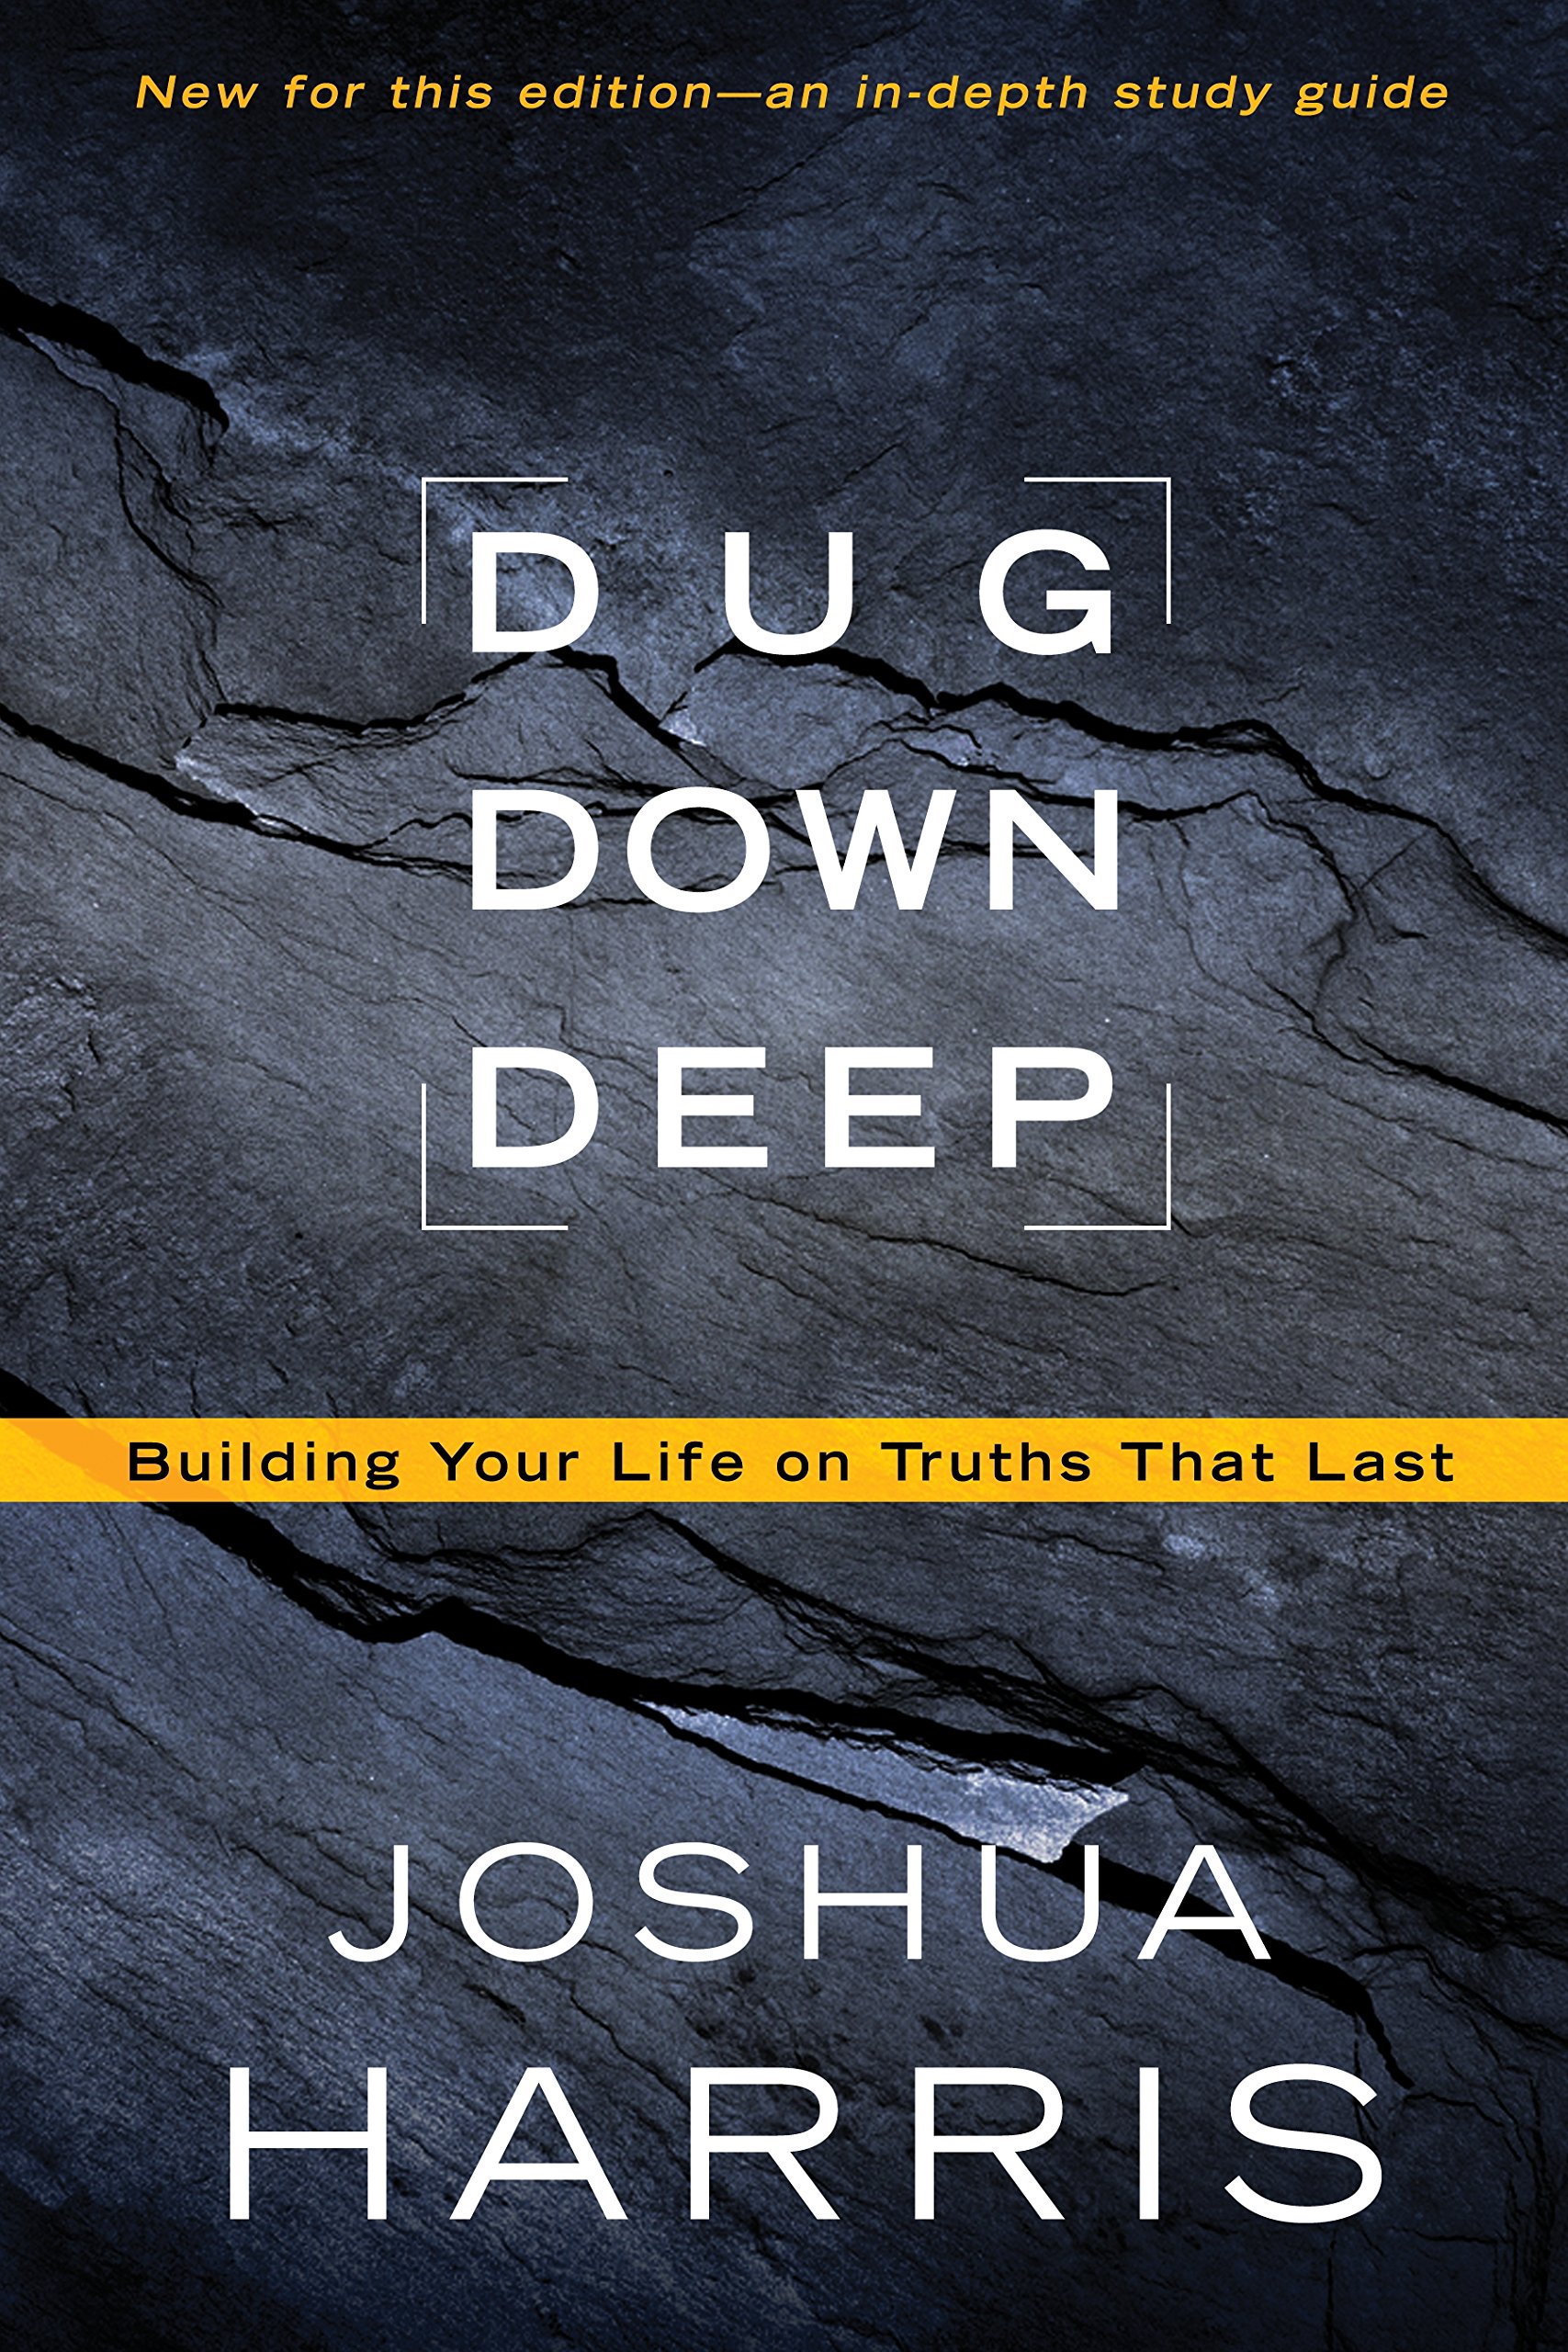 New for this edition—an in-depth study guide
DUG
DOWN
DEEP
Building Your Life on Truths That Last
JOSHUA
HARRIS